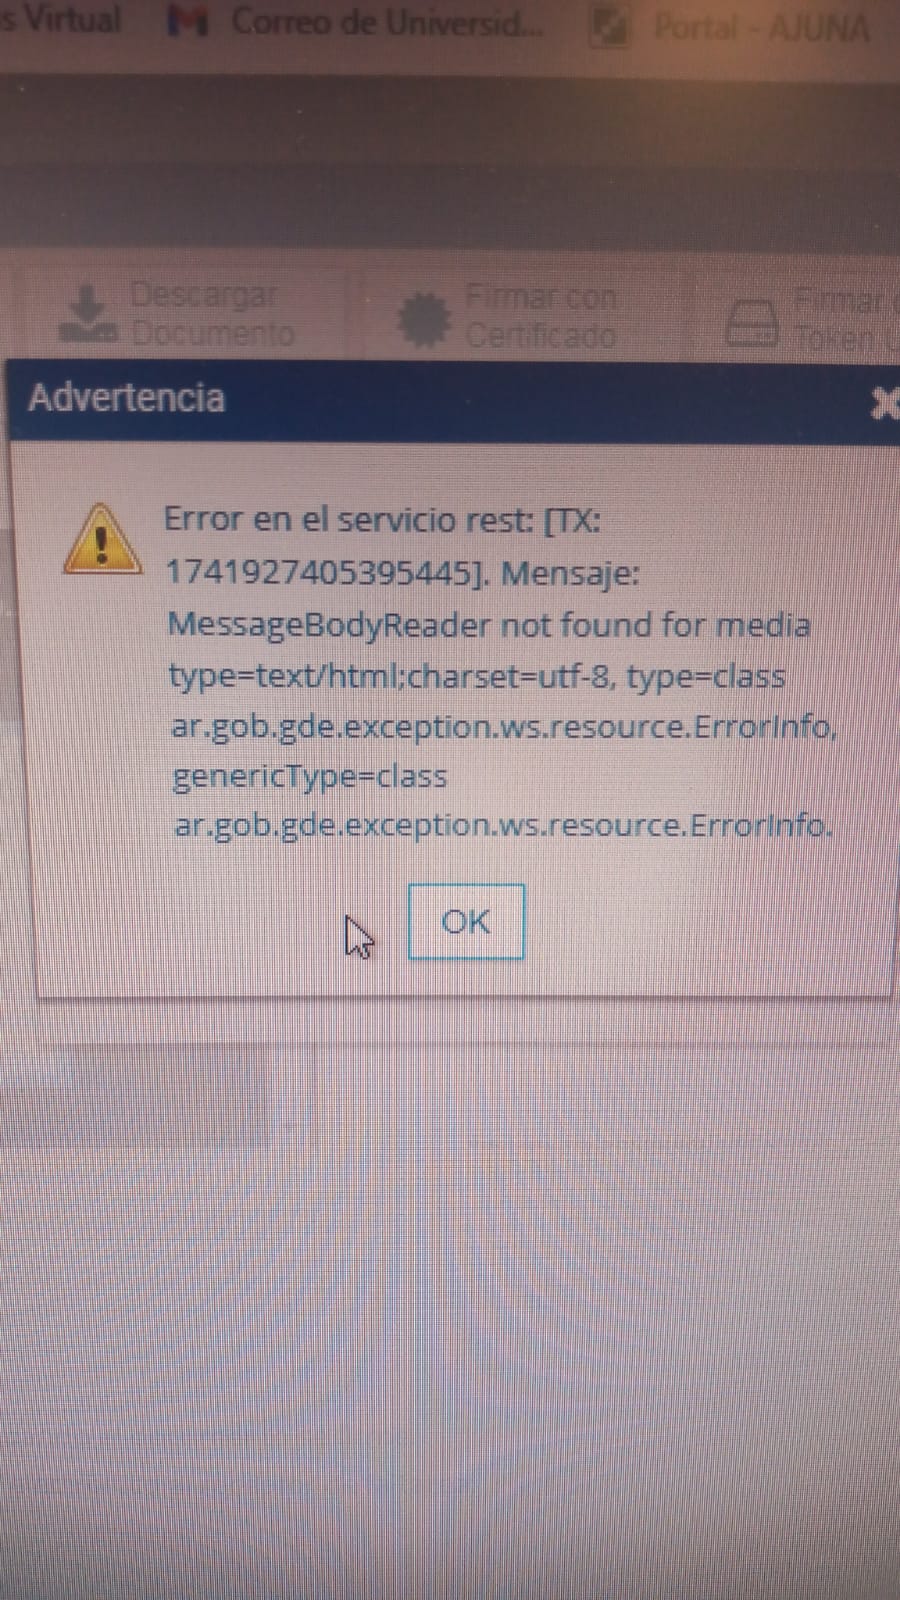 s Virtual
Correo de Universid...
Portal - AJUNA
Descargar
Documento
Firmar con
Certificado
Firmar
Token
Advertencia
Error en el servicio rest: [TX:
1741927405395445]. Mensaje:
MessageBodyReader not found for media
type=text/html;charset=utf-8, type=class
ar.gob.gde.exception.ws.resource.ErrorInfo,
genericType=class
ar.gob.gde.exception.ws.resource.ErrorInfo.
OK